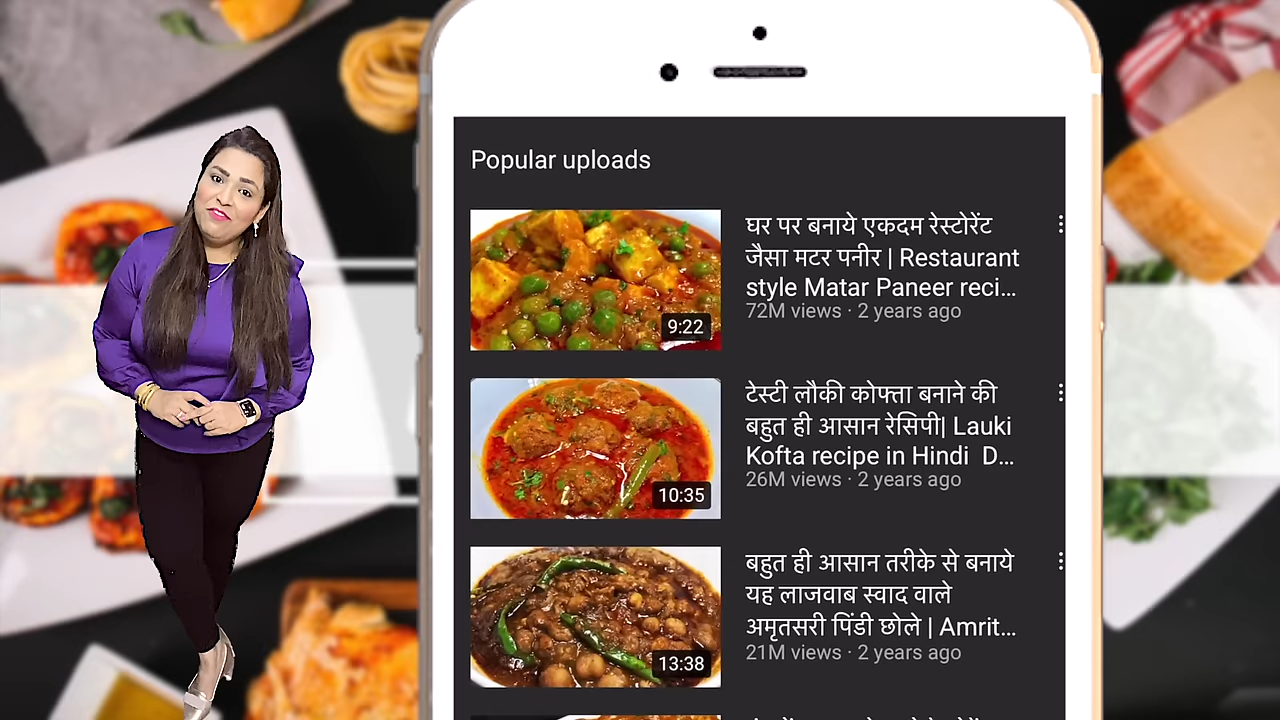 Popular uploads
घर पर बनाये एकदम रेस्टोरेंट
जैसा मटर पनीर | Restaurant
style Matar Paneer reci...
72M views · 2 years ago
9:22
टेस्टी लौकी कोफ्ता बनाने की
बहुत ही आसान रेसिपी| Lauki
Kofta recipe in Hindi D...
26M views · 2 years ago
10:35
बहुत ही आसान तरीके से बनाये
यह लाजवाब स्वाद वाले
अमृतसरी पिंडी छोले | Amrit...
21M views · 2 years ago
13:38